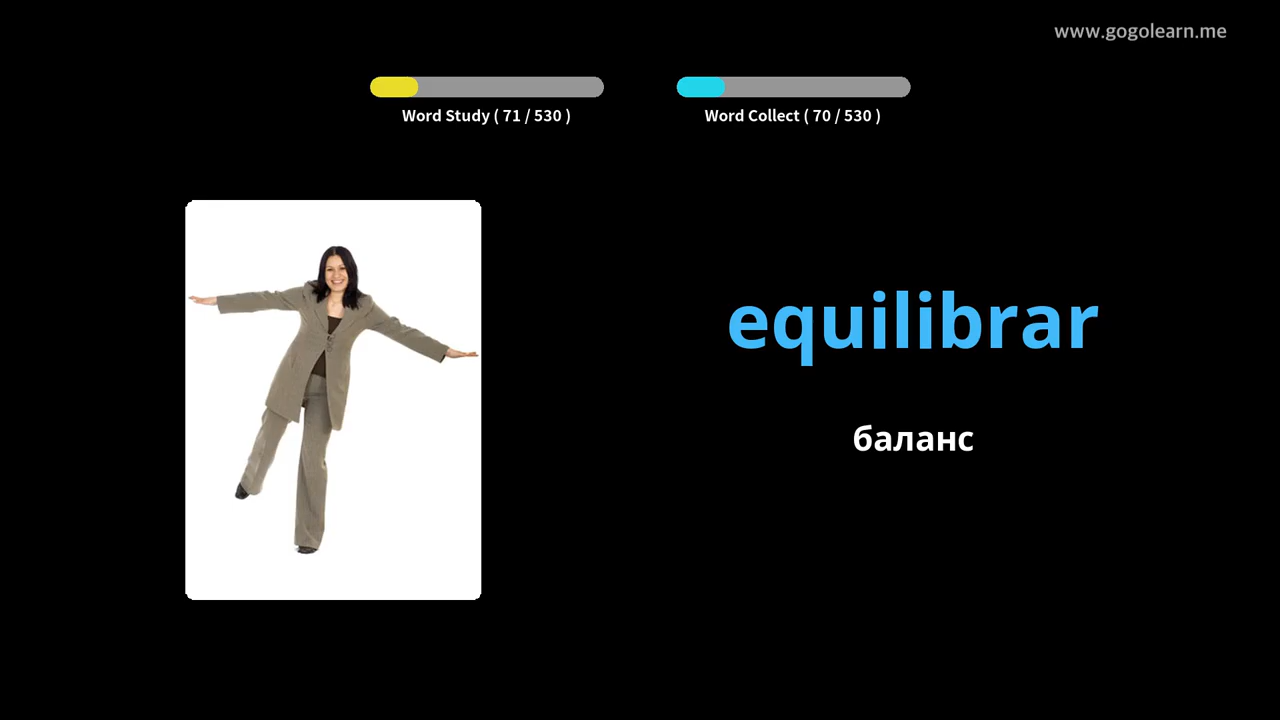 www.gogolearn.me
Word Study ( 71 / 530 )
Word Collect ( 70 / 530 )
equilibrar
баланс